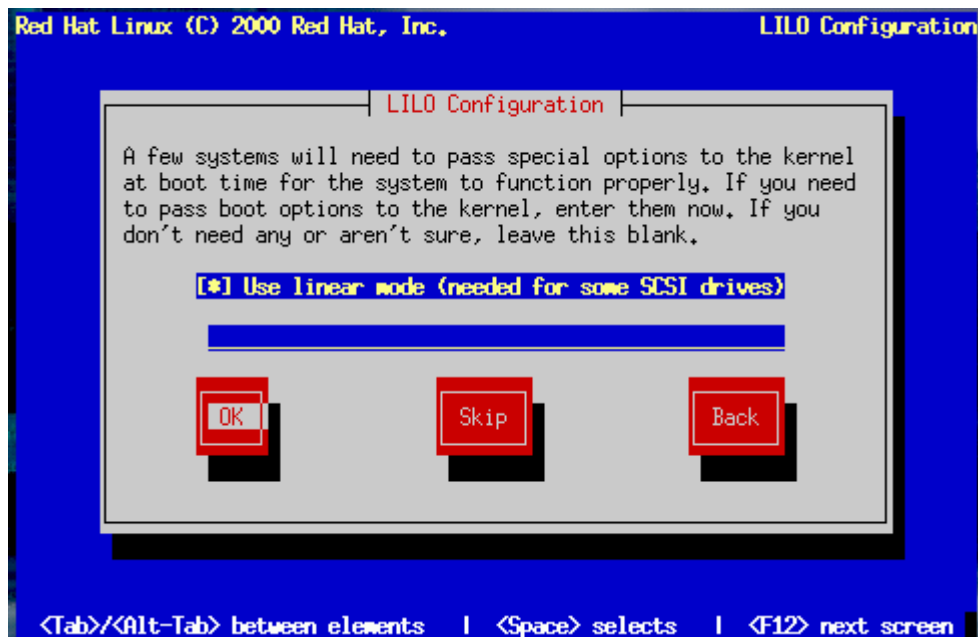 Red Hat Linux (C) 2000 Red Hat, Inc. LILO Configuration
LILO Configuration
A few systems will need to pass special options to the kernel
at boot time for the system to function properly. If you need
to pass boot options to the kernel, enter them now. If you
don't need any or aren't sure, leave this blank.
[*] Use linear mode (needed for some SCSI drives)
OK Skip Back
<Tab>/<Alt-Tab> between elements | <Space> selects | <F12> next screen